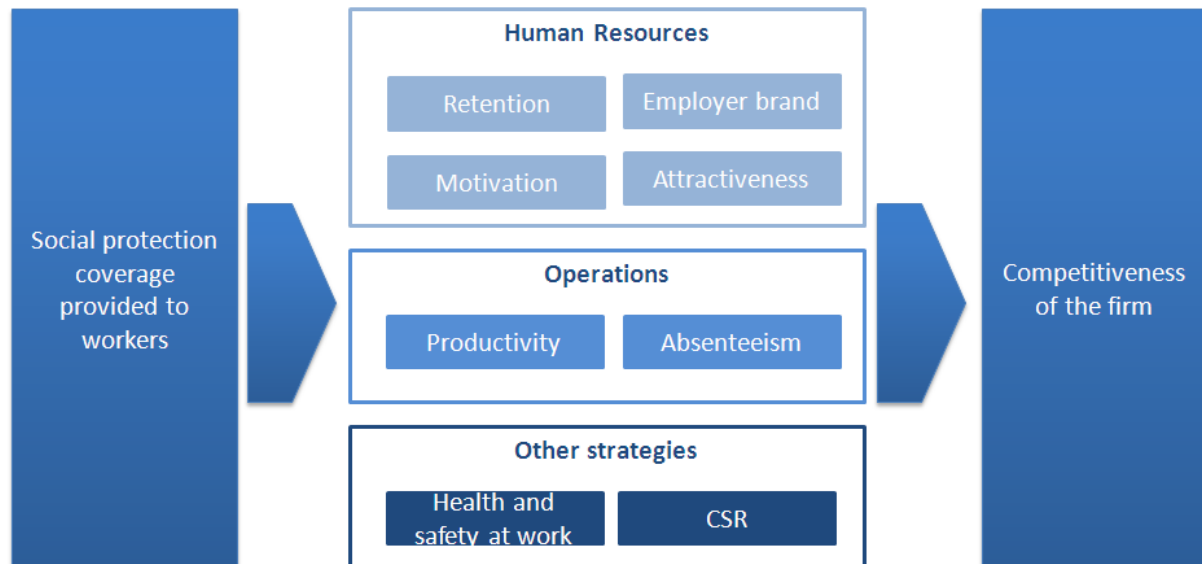 Social protection
coverage
provided to
workers
Human Resources
Retention
Employer brand
Motivation
Attractiveness
Operations
Productivity
Absenteeism
Other strategies
Health and
safety at work
CSR
Competitiveness
of the firm